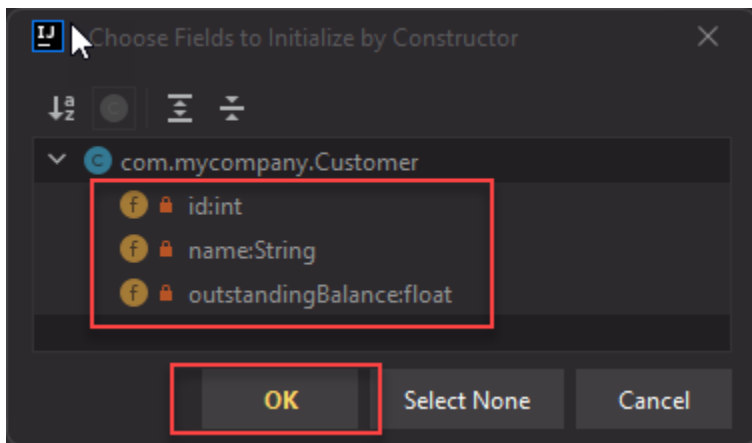 IJ
Choose Fields to Initialize by Constructor
a
z
C
C com.mycompany.Customer
f id:int
f name:String
f outstandingBalance:float
OK Select None Cancel